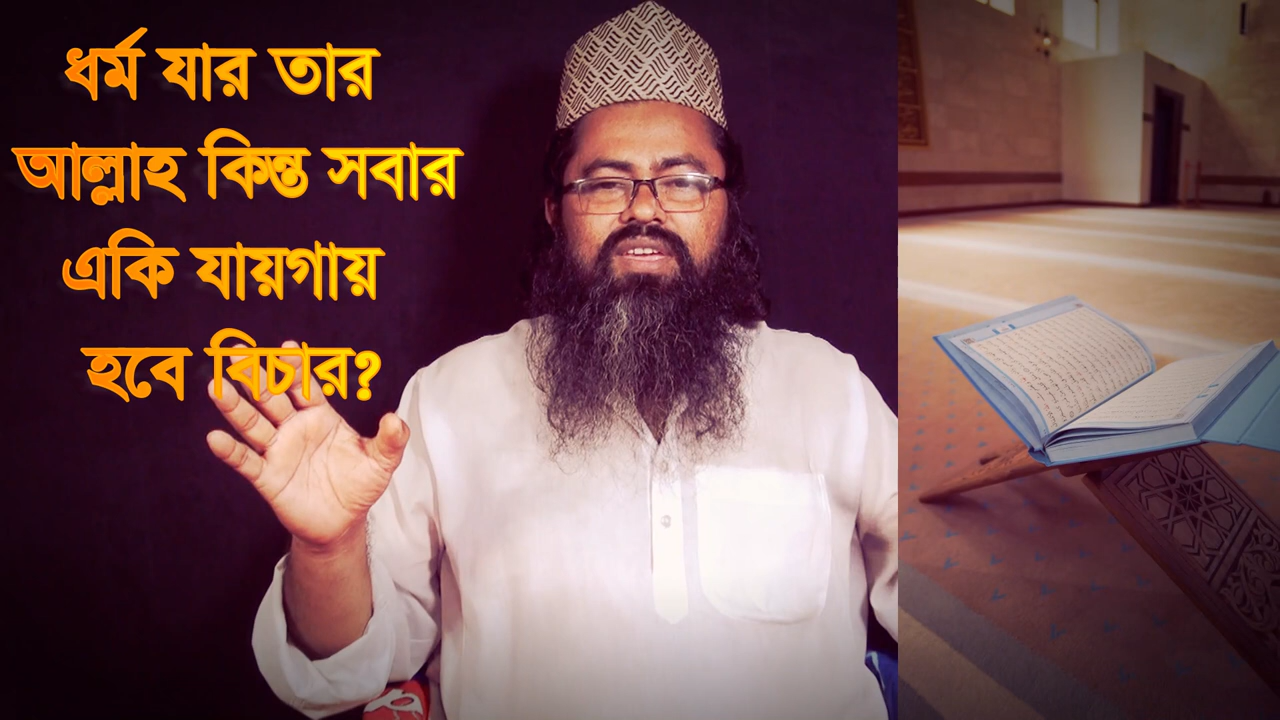 ধর্ম যার তার
আল্লাহ কিন্ত সবার
একি যায়গায়
হবে বিচার?